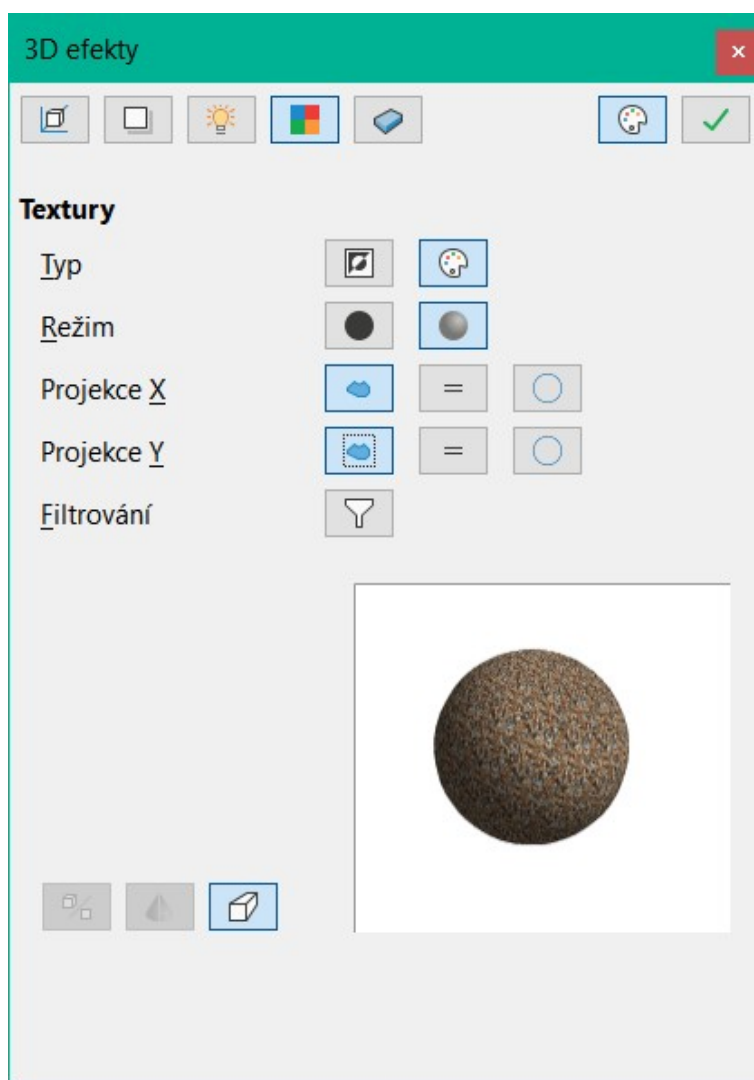 3D efekty
Textury
Typ
Režim
Projekce X
Projekce Y
Filtrování